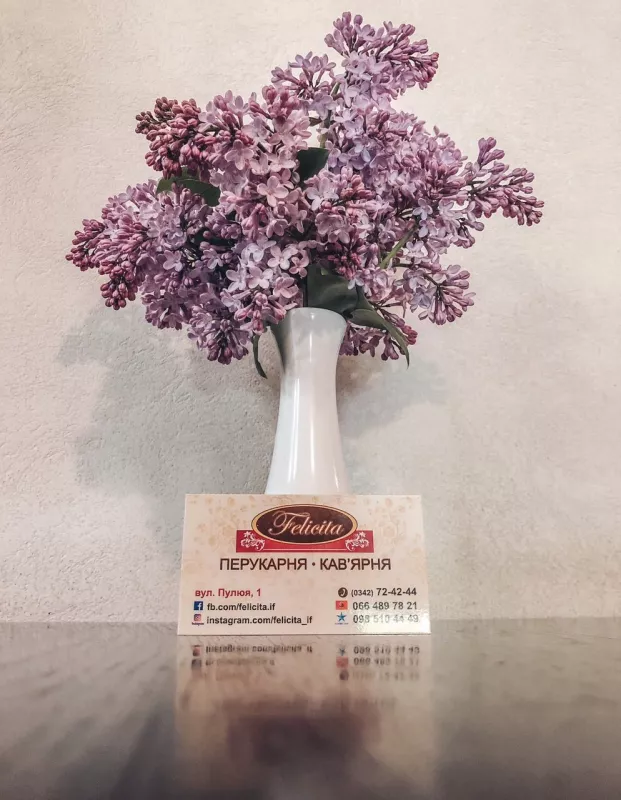 Felicita
ПЕРУКАРНЯ • КАВ'ЯРНЯ
вул. Пулюя, 1
fb.com/felicita.if
instagram.com/felicita_if
(0342) 72-42-44
066 489 78 21
098 510 44 49